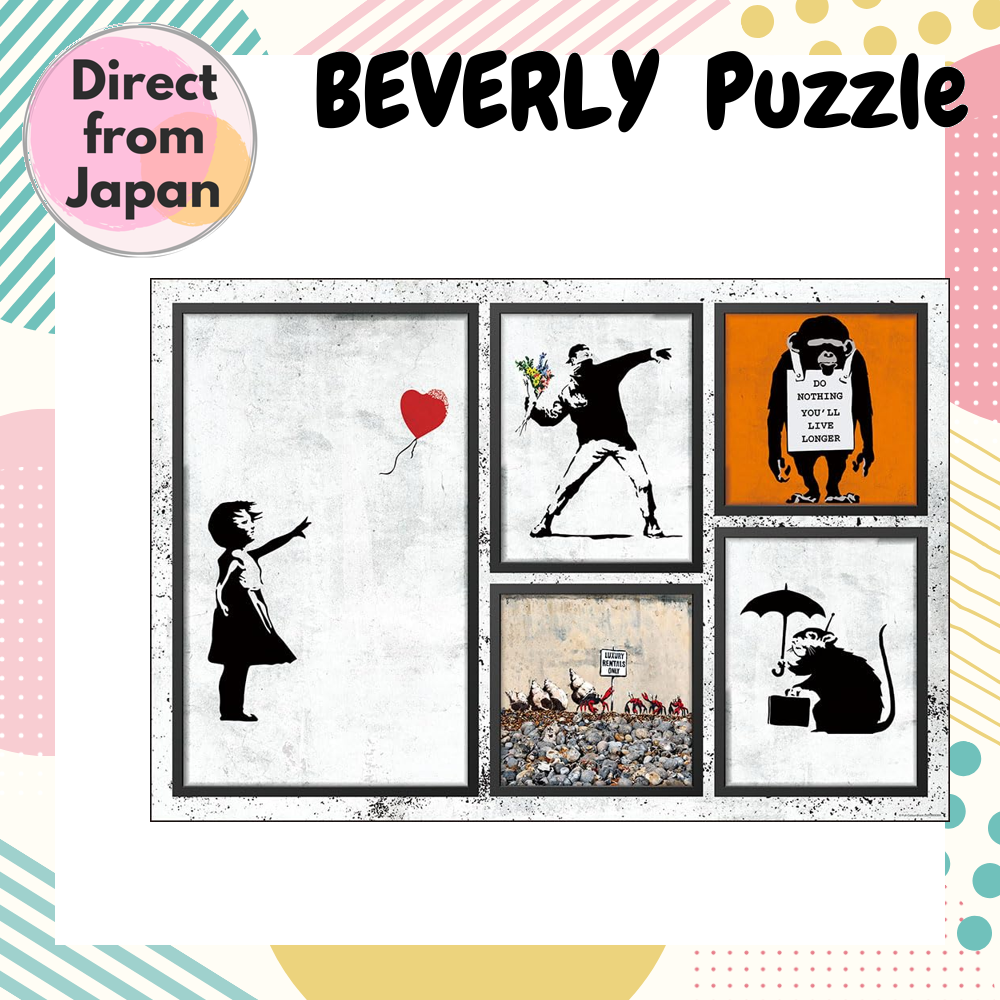 Direct
from
Japan
BEVERLY Puzzle
DO
NOTHING
YOU'LL
LIVE
LONGER
LUXURY
RENTALS
ONLY